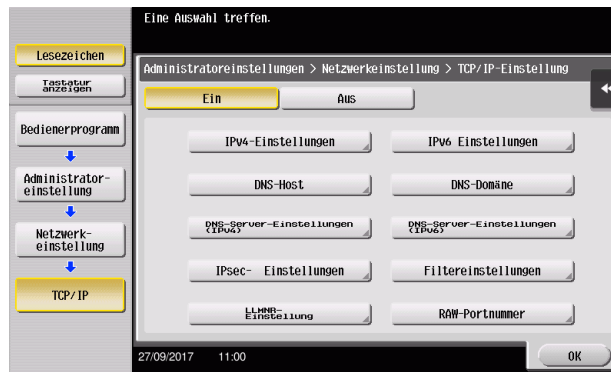 Eine Auswahl treffen.
Lesezeichen
Tastatur
anzeigen
Administratoreinstellungen > Netzwerkeinstellung > TCP/IP-Einstellung
Ein
Aus
Bedienerprogramm
Administrator-
einstellung
Netzwerk-
einstellung
TCP/IP
IPv4-Einstellungen
IPv6 Einstellungen
DNS-Host
DNS-Domäne
DNS-Server-Einstellungen
(IPv4)
DNS-Server-Einstellungen
(IPv6)
IPsec- Einstellungen
Filtereinstellungen
LLMNR-
Einstellung
RAW-Portnummer
27/09/2017 11:00
OK